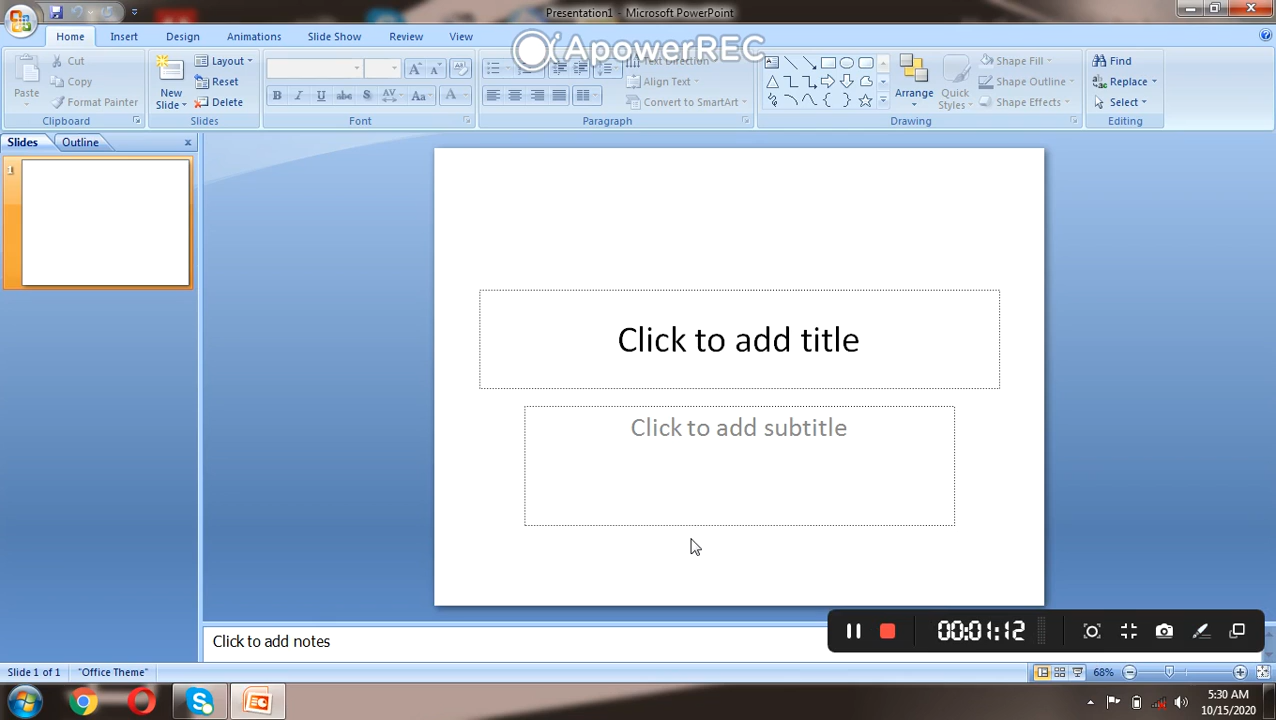 Presentation1 - Microsoft PowerPoint
Home Insert Design Animations Slide Show Review View
ApowerREC
Paste
Cut
Copy
Format Painter
Clipboard
New Slide
Layout
Reset
Delete
Slides
B I U abc S AV Aa A
Font
Text Direction
Align Text
Convert to SmartArt
Paragraph
Arrange
Quick Styles
Shape Fill
Shape Outline
Shape Effects
Drawing
Find
Replace
Select
Editing
Slides Outline
1
Click to add title
Click to add subtitle
Click to add notes
00:01:12
Slide 1 of 1 "Office Theme" 68%
5:30 AM
10/15/2020